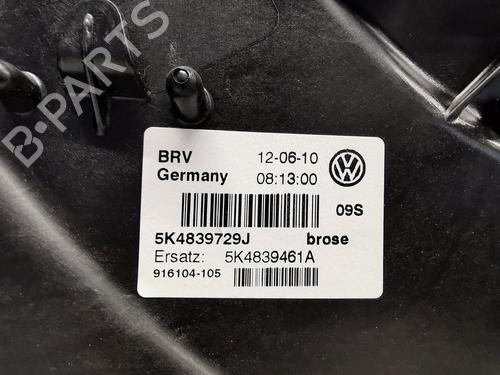 B-PARTS
BRV 12-06-10
Germany 08:13:00
09S
5K4839729J brose
Ersatz: 5K4839461A
916104-105